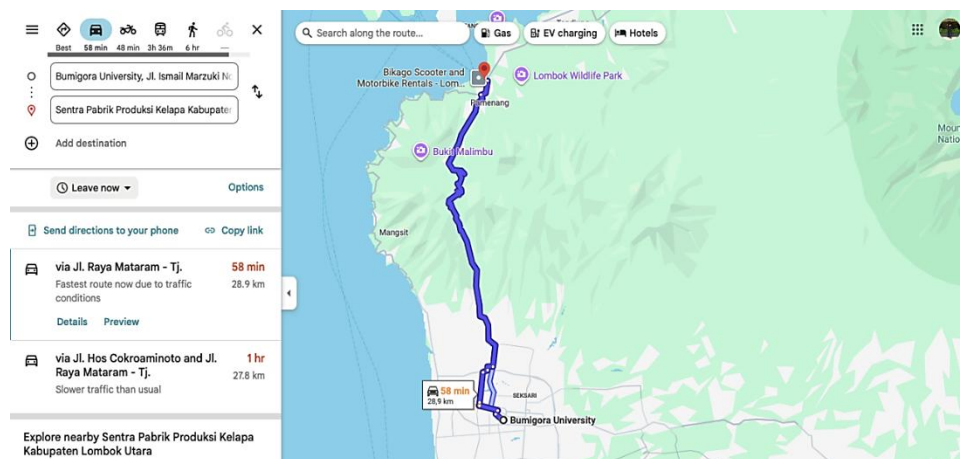 Best
58 min
48 min
3h 36m
6 hr
Bumigora University, Jl. Ismail Marzuki No
Sentra Pabrik Produksi Kelapa Kabupater
Add destination
Leave now
Options
Send directions to your phone
Copy link
via Jl. Raya Mataram - Tj.
58 min
Fastest route now due to traffic
28.9 km
conditions
Details
Preview
via Jl. Hos Cokroaminoto and Jl.
1 hr
Raya Mataram - Tj.
27.8 km
Slower traffic than usual
Explore nearby Sentra Pabrik Produksi Kelapa
Kabupaten Lombok Utara
Search along the route...
Gas
EV charging
Hotels
Bikago Scooter and
Motorbike Rentals - Lom...
Lombok Wildlife Park
Pamenang
Bukit Malimbu
Mangsit
58 min
28,9 km
SEKSARI
Bumigora University
Moun
Natio